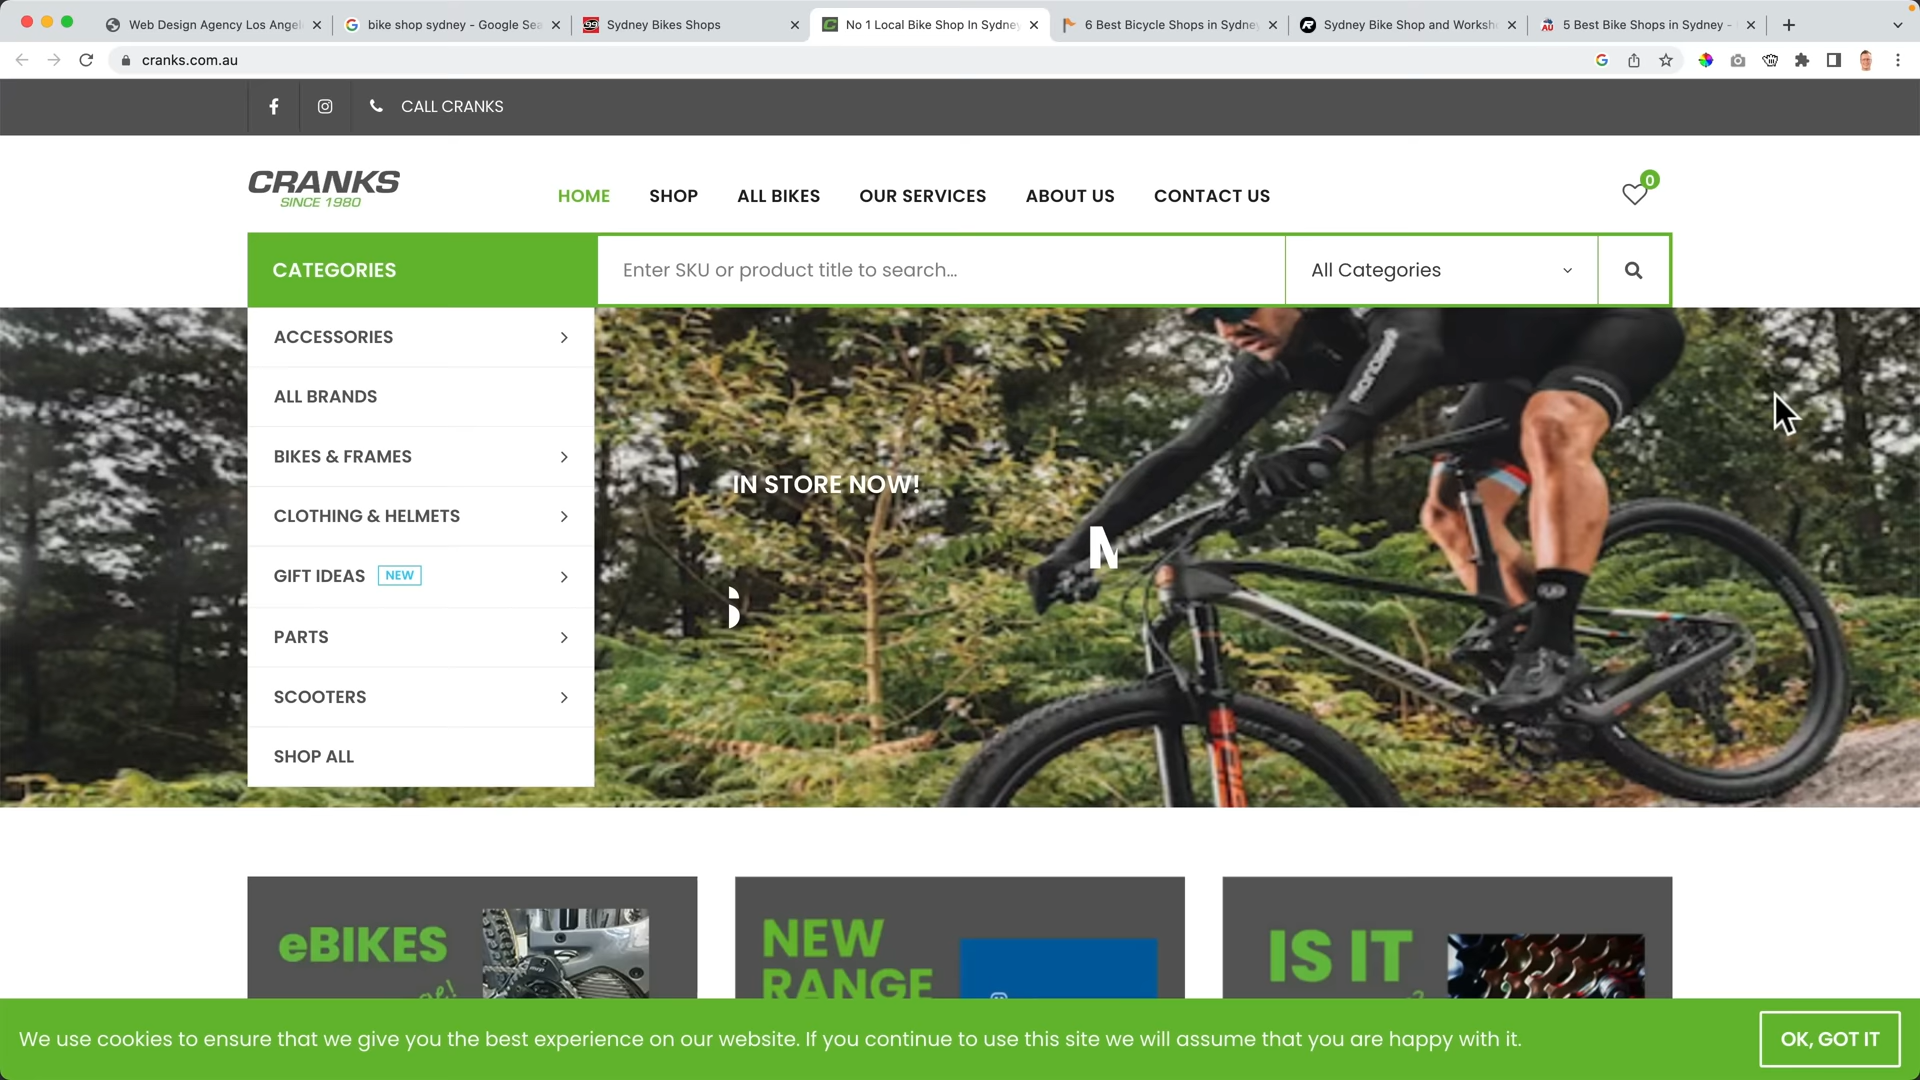 Web Design Agency Los Angel
bike shop sydney - Google Sea
Sydney Bikes Shops
No 1 Local Bike Shop In Sydney
6 Best Bicycle Shops in Sydney
Sydney Bike Shop and Worksh
5 Best Bike Shops in Sydney -
cranks.com.au
CALL CRANKS
CRANKS
SINCE 1980
HOME
SHOP
ALL BIKES
OUR SERVICES
ABOUT US
CONTACT US
0
CATEGORIES
Enter SKU or product title to search...
All Categories
ACCESSORIES
ALL BRANDS
BIKES & FRAMES
CLOTHING & HELMETS
GIFT IDEAS NEW
PARTS
SCOOTERS
SHOP ALL
IN STORE NOW!
M
S
eBIKES
NEW
RANGE
IS IT
We use cookies to ensure that we give you the best experience on our website. If you continue to use this site we will assume that you are happy with it.
OK, GOT IT